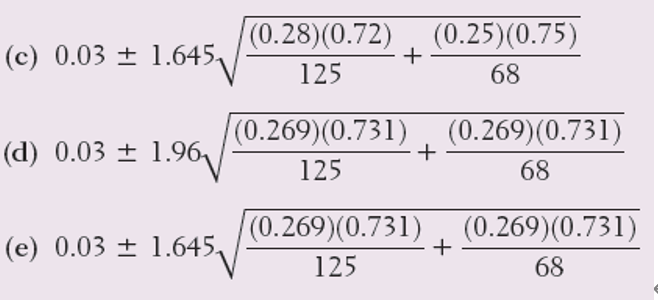 (c) 0.03 ± 1.645√((0.28)(0.72)/125 + (0.25)(0.75)/68)
(d) 0.03 ± 1.96√((0.269)(0.731)/125 + (0.269)(0.731)/68)
(e) 0.03 ± 1.645√((0.269)(0.731)/125 + (0.269)(0.731)/68)